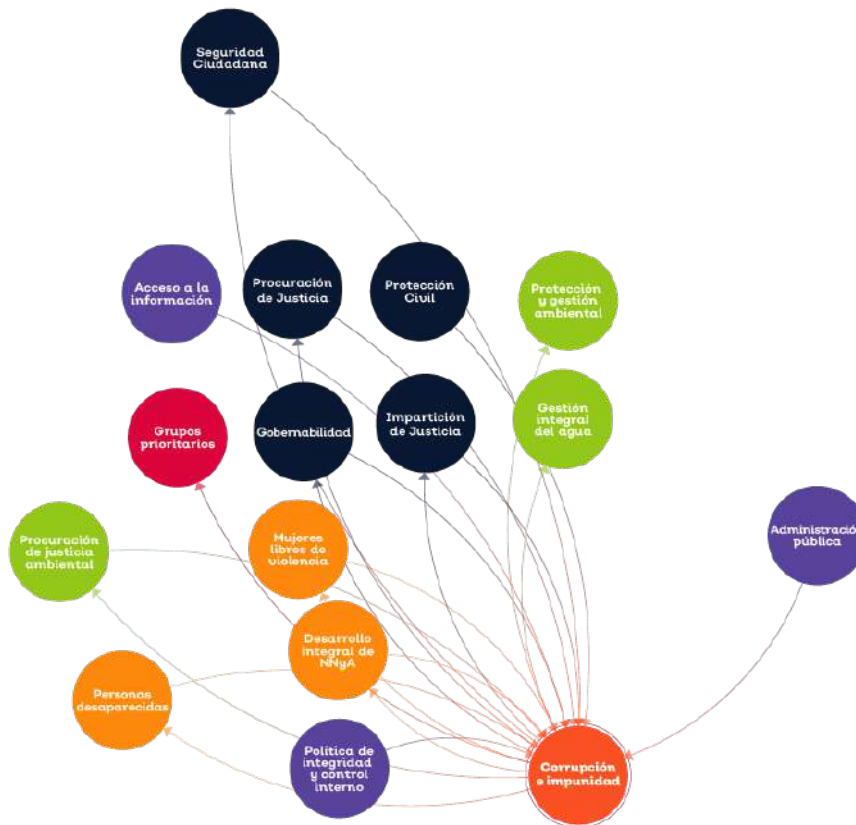 Seguridad
Ciudadana
Acceso a la
información
Procuración
de Justicia
Protección
Civil
Protección
y gestión
ambiental
Grupos
prioritarios
Gobernabilidad
Impartición
de Justicia
Gestión
integral
del agua
Procuración
de justicia
ambiental
Mujeres
libres de
violencia
Administració
pública
Desarrollo
integral de
NNyA
Personas
desaparecidas
Política de
integridad
y control
interno
Corrupción
e impunidad